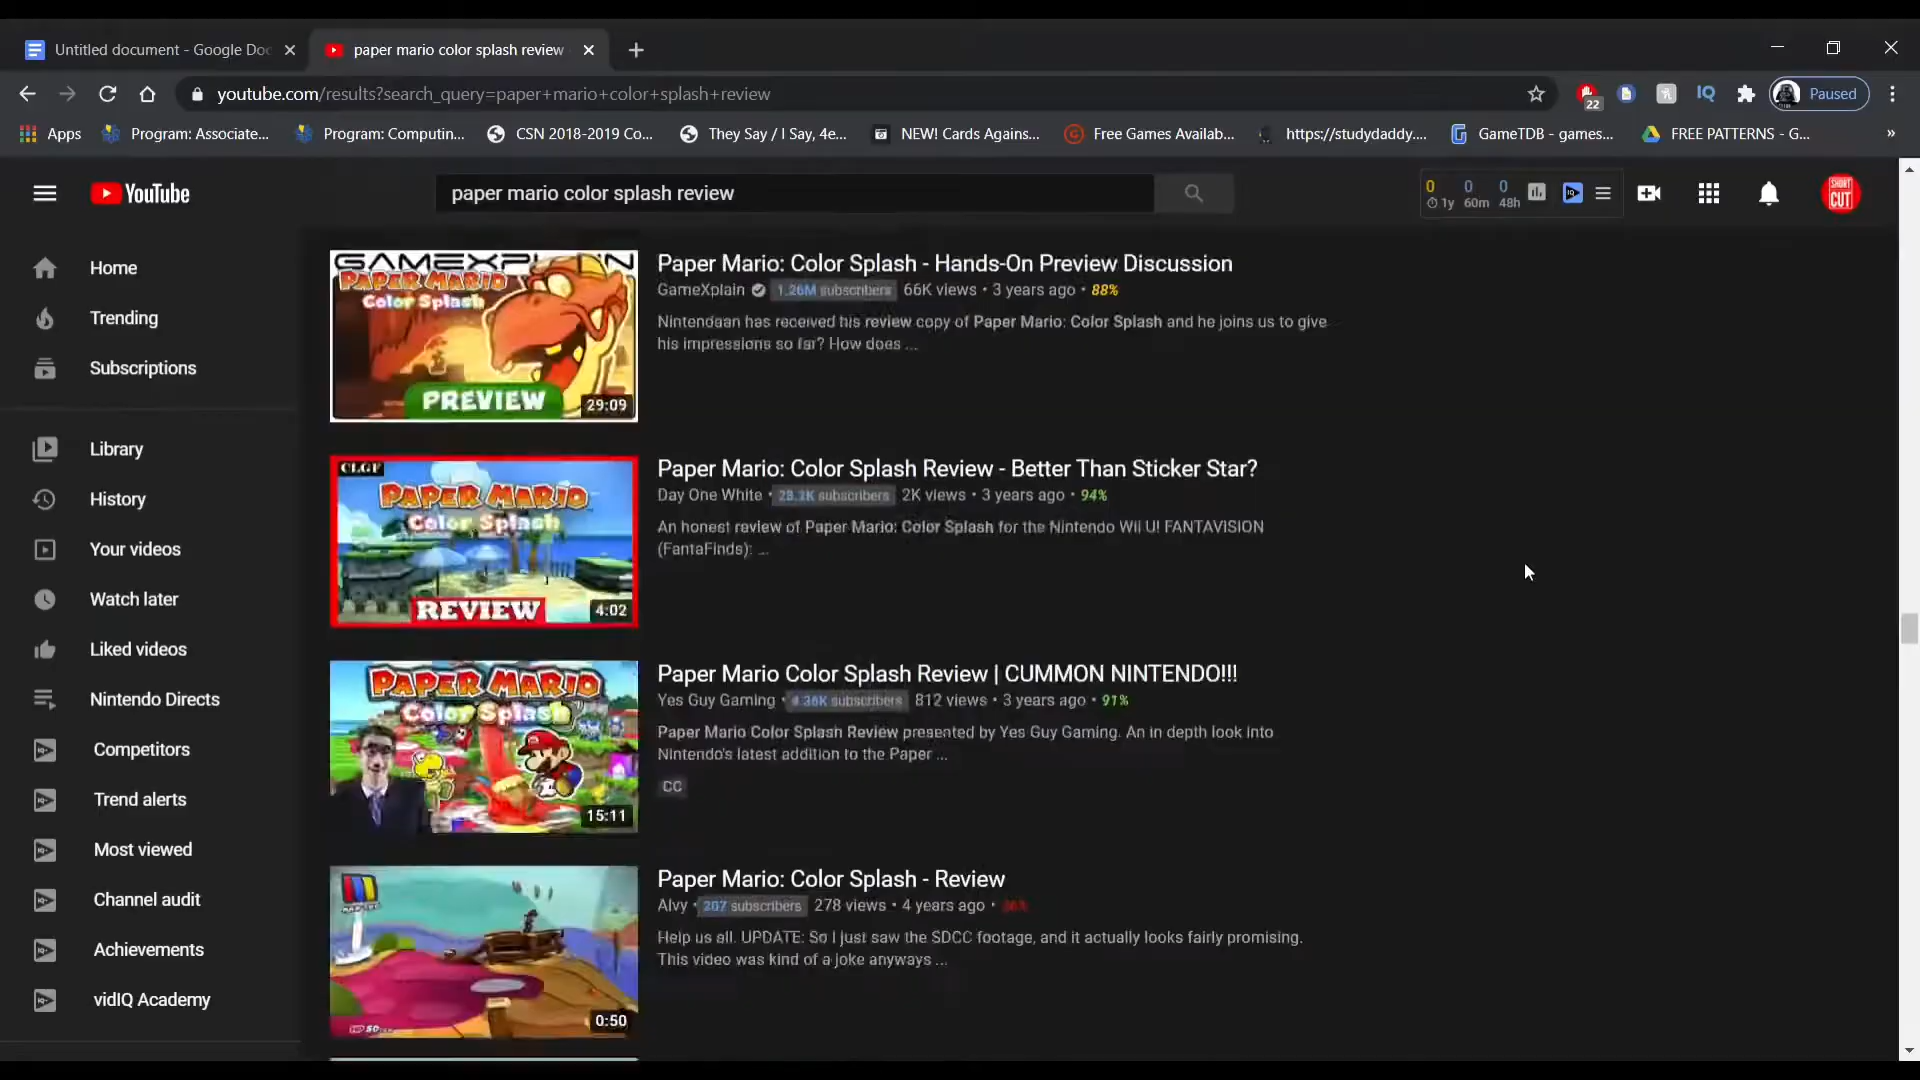 Untitled document - Google Doc
paper mario color splash review
youtube.com/results?search_query=paper+mario+color+splash+review
22
IQ
Paused
Apps
Program: Associate...
Program: Computin...
CSN 2018-2019 Co...
They Say / I Say, 4e...
NEW! Cards Agains...
Free Games Availab...
https://studydaddy....
GameTDB - games...
FREE PATTERNS - G...
»
YouTube
paper mario color splash review
0 0 0
1y 60m 48h
SHORT CUT
Home
Trending
Subscriptions
Library
History
Your videos
Watch later
Liked videos
Nintendo Directs
Competitors
Trend alerts
Most viewed
Channel audit
Achievements
vidIQ Academy
GAMEXPLAIN
PAPER MARIO
Color Splash
PREVIEW
29:09
Paper Mario: Color Splash - Hands-On Preview Discussion
GameXplain 1.26M subscribers 66K views • 3 years ago • 88%
Nintendaan has received his review copy of Paper Mario: Color Splash and he joins us to give
his impressions so far? How does ...
CLGF
PAPER MARIO
Color Splash
REVIEW
4:02
Paper Mario: Color Splash Review - Better Than Sticker Star?
Day One White • 28.1K subscribers 2K views • 3 years ago • 94%
An honest review of Paper Mario: Color Splash for the Nintendo Wii U! FANTAVISION
(FantaFinds): ...
PAPER MARIO
Color Splash
15:11
Paper Mario Color Splash Review | CUMMON NINTENDO!!!
Yes Guy Gaming • 4.36K subscribers 812 views • 3 years ago • 91%
Paper Mario Color Splash Review presented by Yes Guy Gaming. An in depth look into
Nintendo's latest addition to the Paper ...
CC
HP 50
0:50
Paper Mario: Color Splash - Review
Alvy • 207 subscribers 278 views • 4 years ago •
Help us all. UPDATE: So I just saw the SDCC footage, and it actually looks fairly promising.
This video was kind of a joke anyways ...